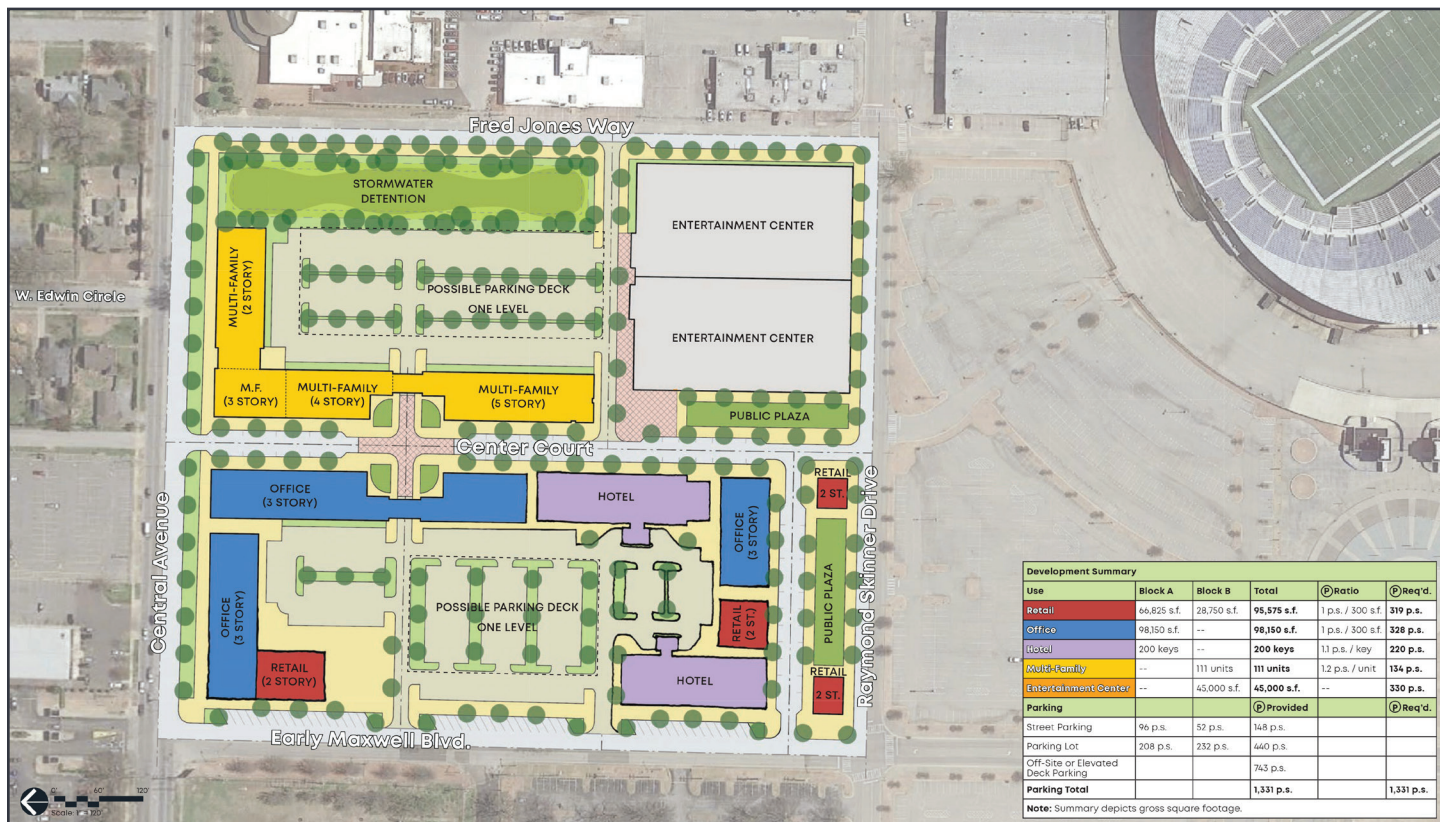 Fred Jones Way
STORMWATER
DETENTION
ENTERTAINMENT CENTER
MULTI-FAMILY
(2 STORY)
W. Edwin Circle
POSSIBLE PARKING DECK
ONE LEVEL
ENTERTAINMENT CENTER
M.F.
(3 STORY)
MULTI-FAMILY
(4 STORY)
MULTI-FAMILY
(5 STORY)
PUBLIC PLAZA
Center Court
OFFICE
(3 STORY)
HOTEL
OFFICE
(3 STORY)
RETAIL
2 ST.
Central Avenue
Raymond Skinner Drive
OFFICE
(3 STORY)
POSSIBLE PARKING DECK
ONE LEVEL
RETAIL
(2 ST.)
PUBLIC PLAZA
RETAIL
(2 STORY)
HOTEL
RETAIL
2 ST.
Early Maxwell Blvd.
0' 60' 120'
Scale: 1" = 120'
Development Summary
Use Block A Block B Total Ⓟ Ratio Ⓟ Req'd.
Retail 66,825 s.f. 28,750 s.f. 95,575 s.f. 1 p.s. / 300 s.f. 319 p.s.
Office 98,150 s.f. -- 98,150 s.f. 1 p.s. / 300 s.f. 328 p.s.
Hotel 200 keys -- 200 keys 1.1 p.s. / key 220 p.s.
Multi-Family -- 111 units 111 units 1.2 p.s. / unit 134 p.s.
Entertainment Center -- 45,000 s.f. 45,000 s.f. -- 330 p.s.
Parking Ⓟ Provided Ⓟ Req'd.
Street Parking 96 p.s. 52 p.s. 148 p.s.
Parking Lot 208 p.s. 232 p.s. 440 p.s.
Off-Site or Elevated
Deck Parking 743 p.s.
Parking Total 1,331 p.s. 1,331 p.s.
Note: Summary depicts gross square footage.